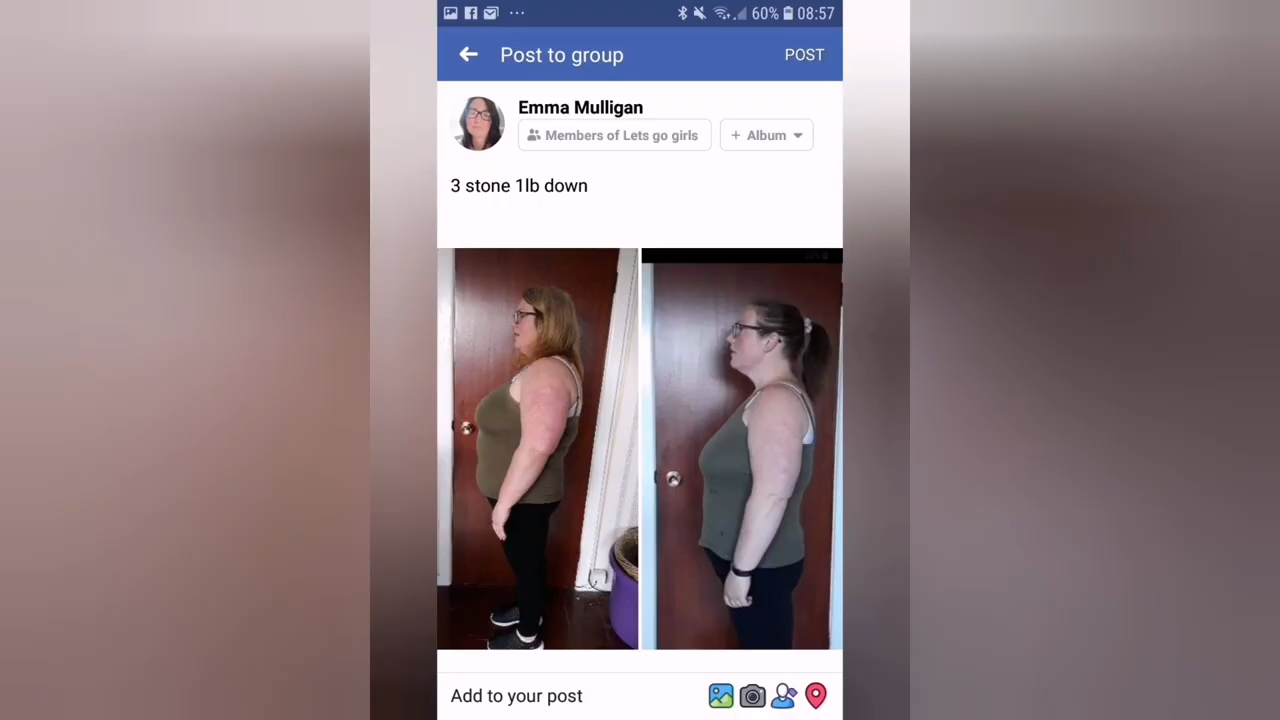 60% 08:57
Post to group POST
Emma Mulligan
Members of Lets go girls + Album
3 stone 1lb down
Add to your post